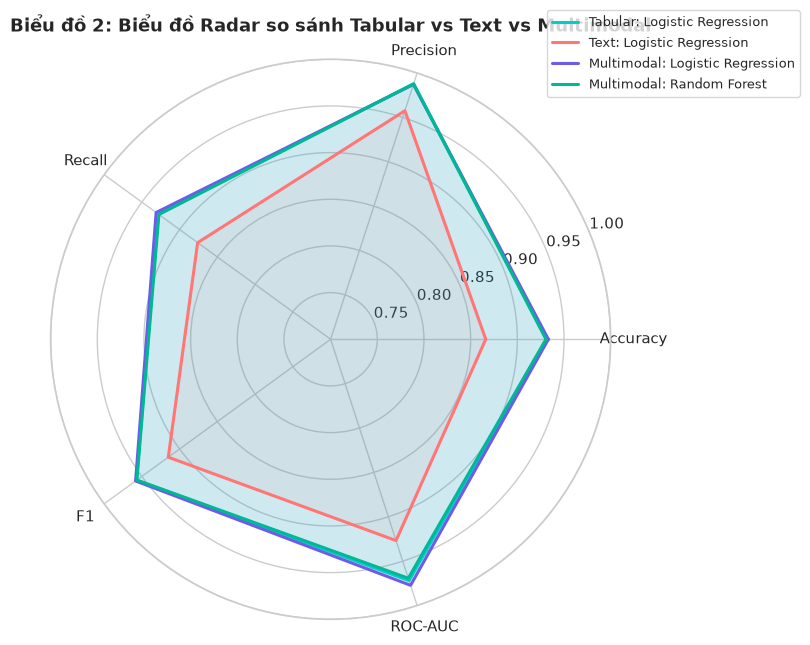 Biểu đồ 2: Biểu đồ Radar so sánh Tabular vs Text vs Multimodal
Tabular: Logistic Regression
Text: Logistic Regression
Multimodal: Logistic Regression
Multimodal: Random Forest
Precision
Recall
1.00
0.95
0.90
0.85
0.80
0.75
Accuracy
F1
ROC-AUC